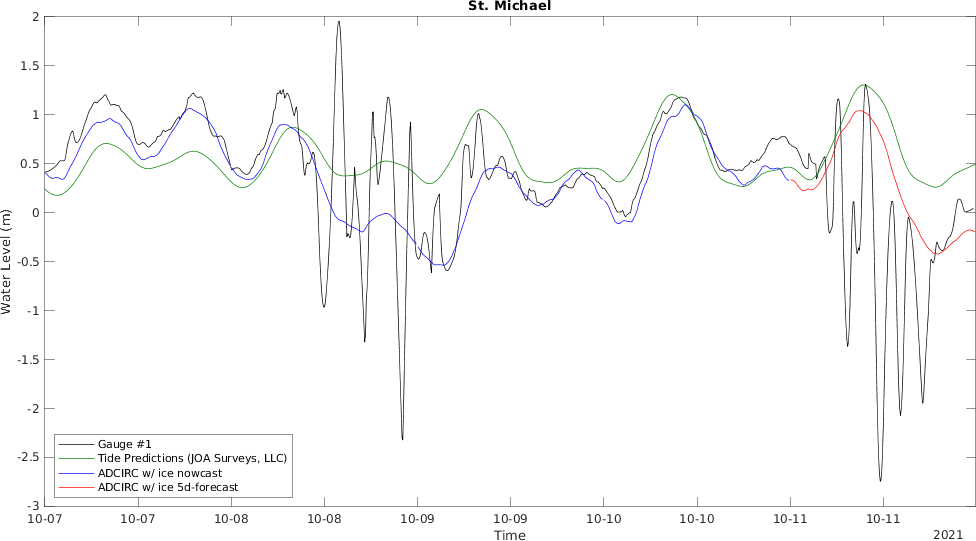 St. Michael
2
1.5
1
0.5
0
-0.5
-1
-1.5
-2
-2.5
-3
Water Level (m)
Gauge #1
Tide Predictions (JOA Surveys, LLC)
ADCIRC w/ ice nowcast
ADCIRC w/ ice 5d-forecast
10-07 10-07 10-08 10-08 10-09 10-09 10-10 10-10 10-11 10-11
Time
2021